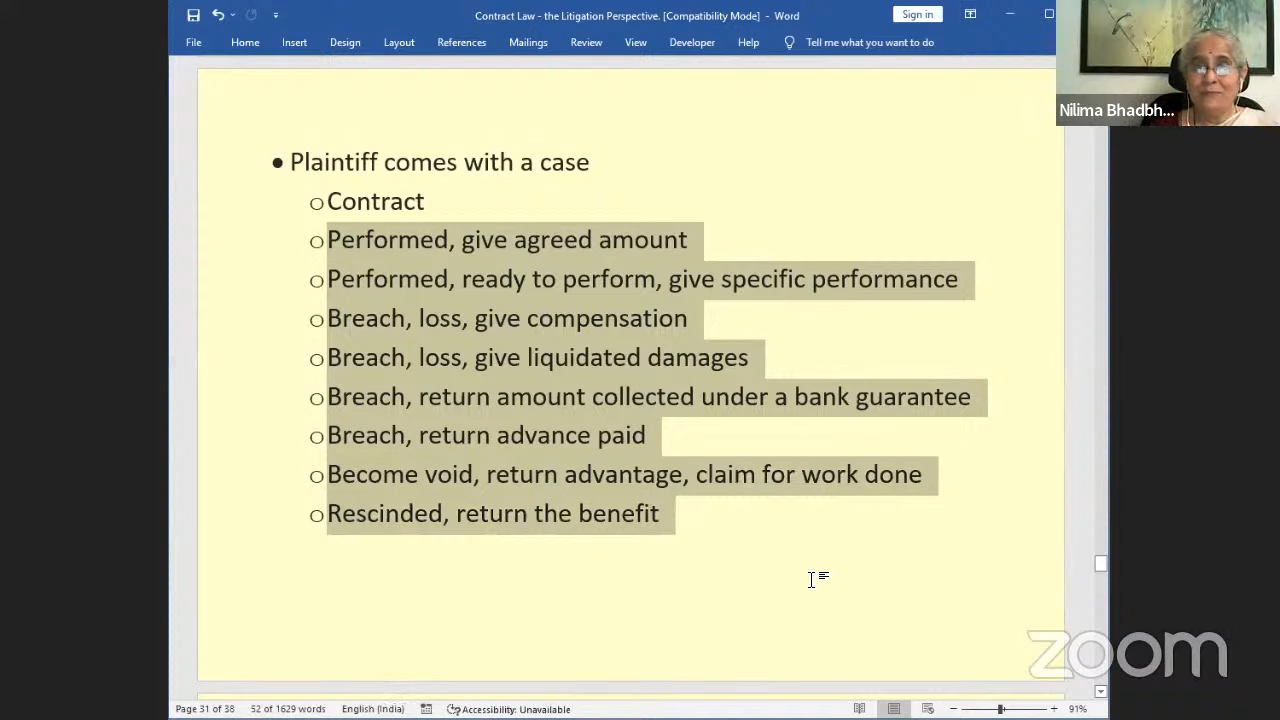 Contract Law - the Litigation Perspective. [Compatibility Mode] - Word
Sign in
File Home Insert Design Layout References Mailings Review View Developer Help Tell me what you want to do
Nilima Bhadbh...
• Plaintiff comes with a case
o Contract
o Performed, give agreed amount
o Performed, ready to perform, give specific performance
o Breach, loss, give compensation
o Breach, loss, give liquidated damages
o Breach, return amount collected under a bank guarantee
o Breach, return advance paid
o Become void, return advantage, claim for work done
o Rescinded, return the benefit
zoom
Page 31 of 38 52 of 1629 words English (India) Accessibility: Unavailable 91%